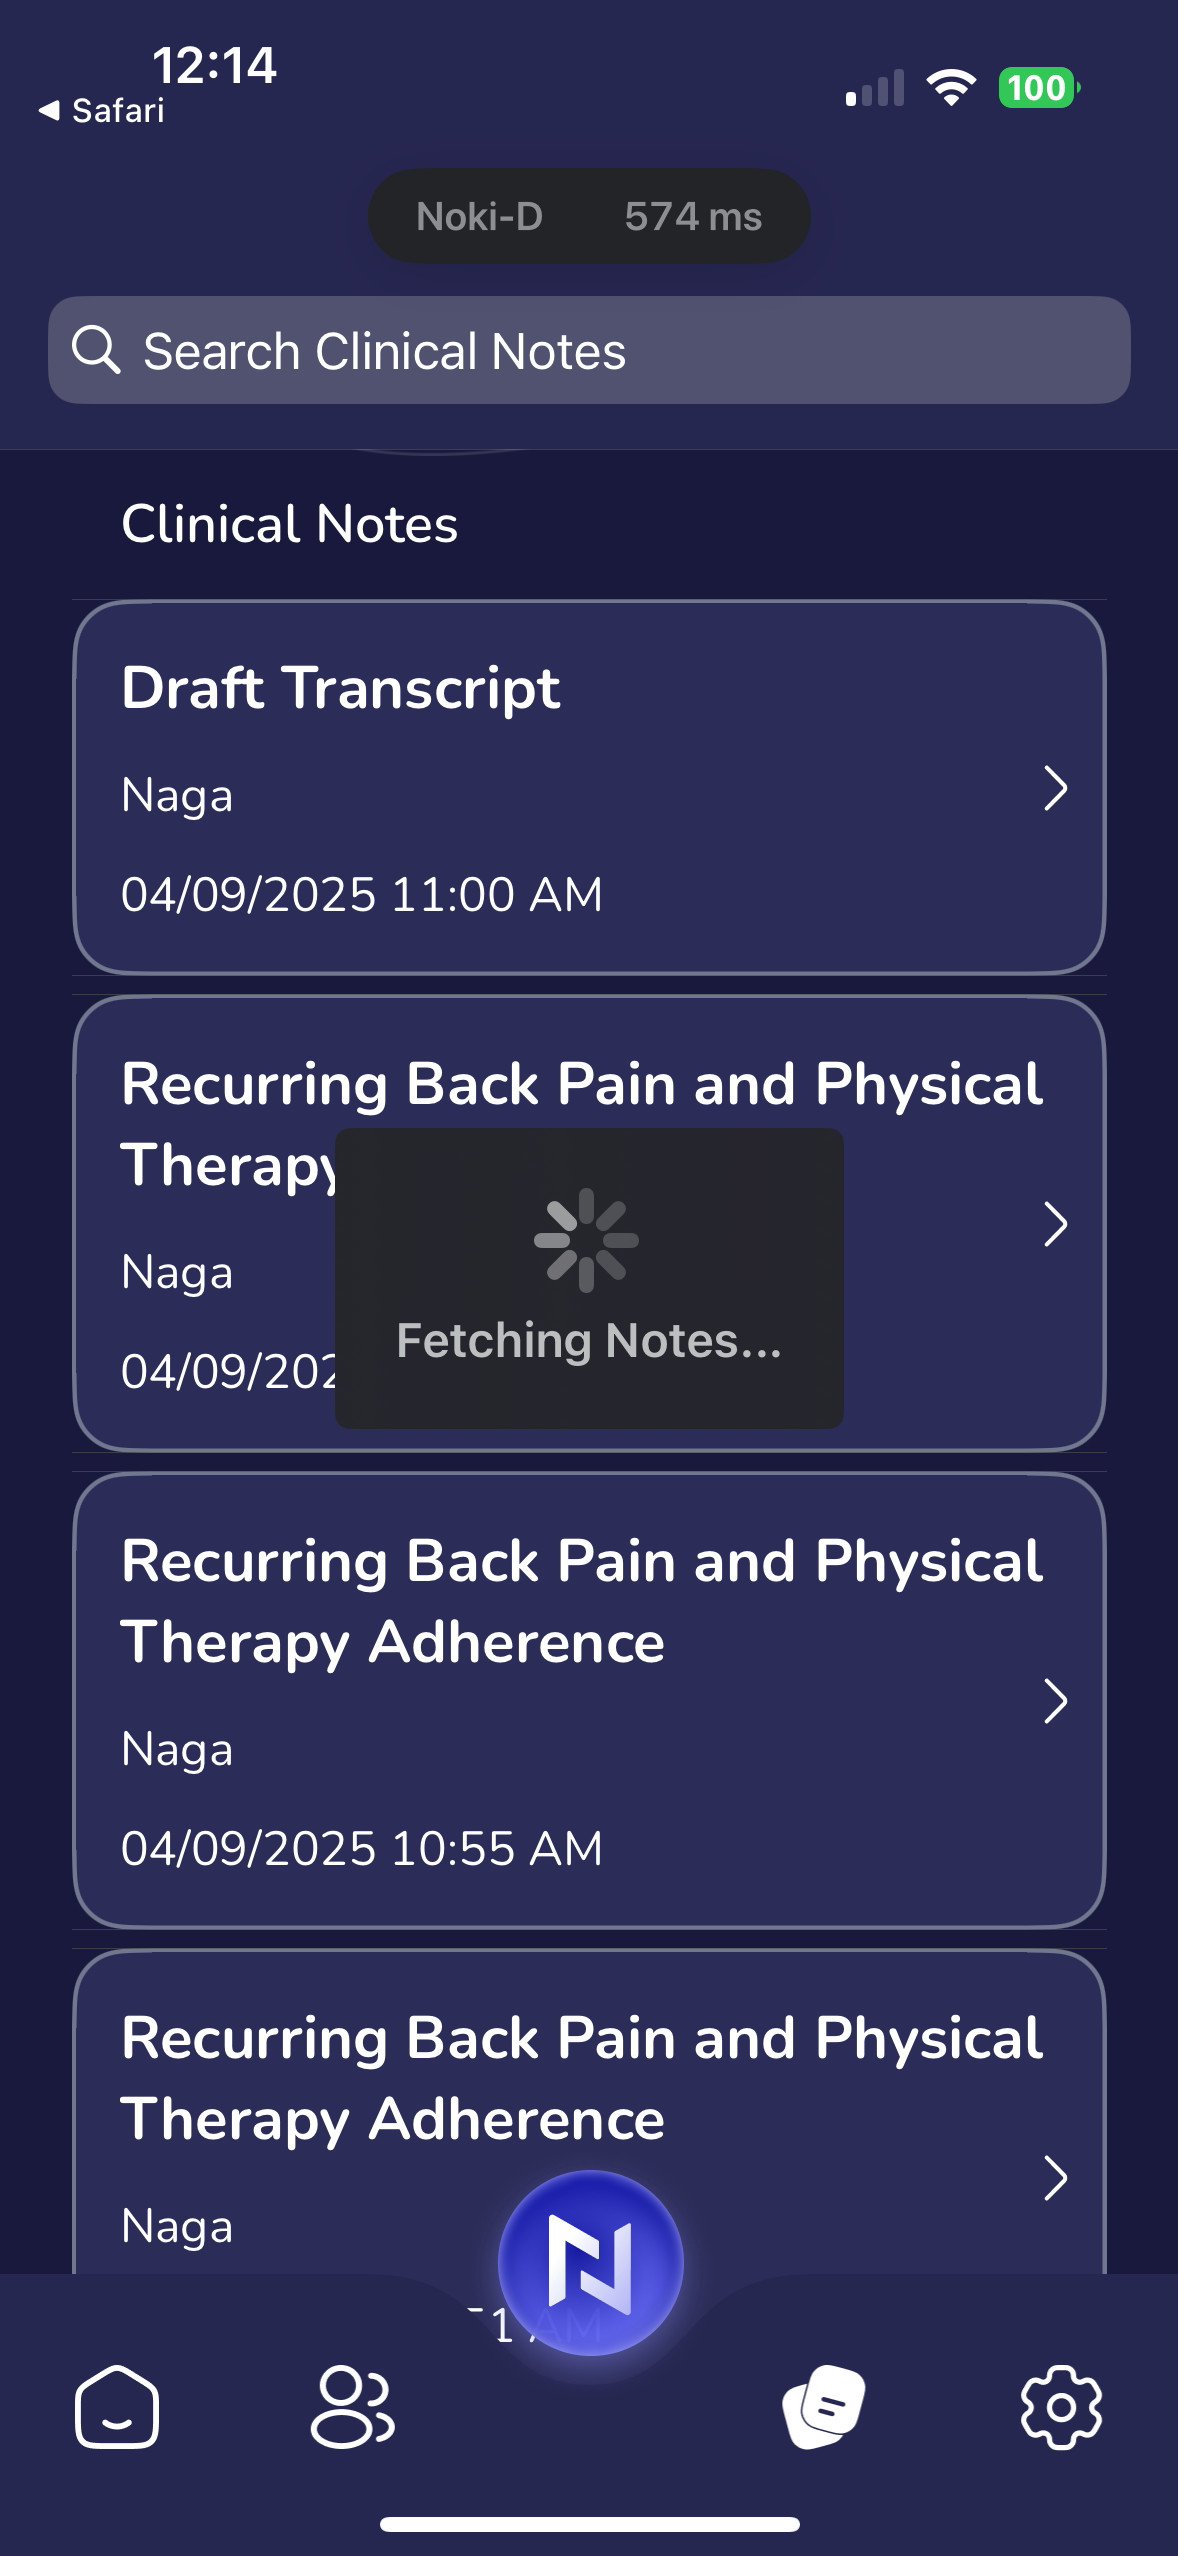 12:14
Safari
100
Noki-D 574 ms
Search Clinical Notes
Clinical Notes
Draft Transcript
Naga
04/09/2025 11:00 AM
Recurring Back Pain and Physical
Therapy
Naga
04/09/202
Fetching Notes...
Recurring Back Pain and Physical
Therapy Adherence
Naga
04/09/2025 10:55 AM
Recurring Back Pain and Physical
Therapy Adherence
Naga
1 AM